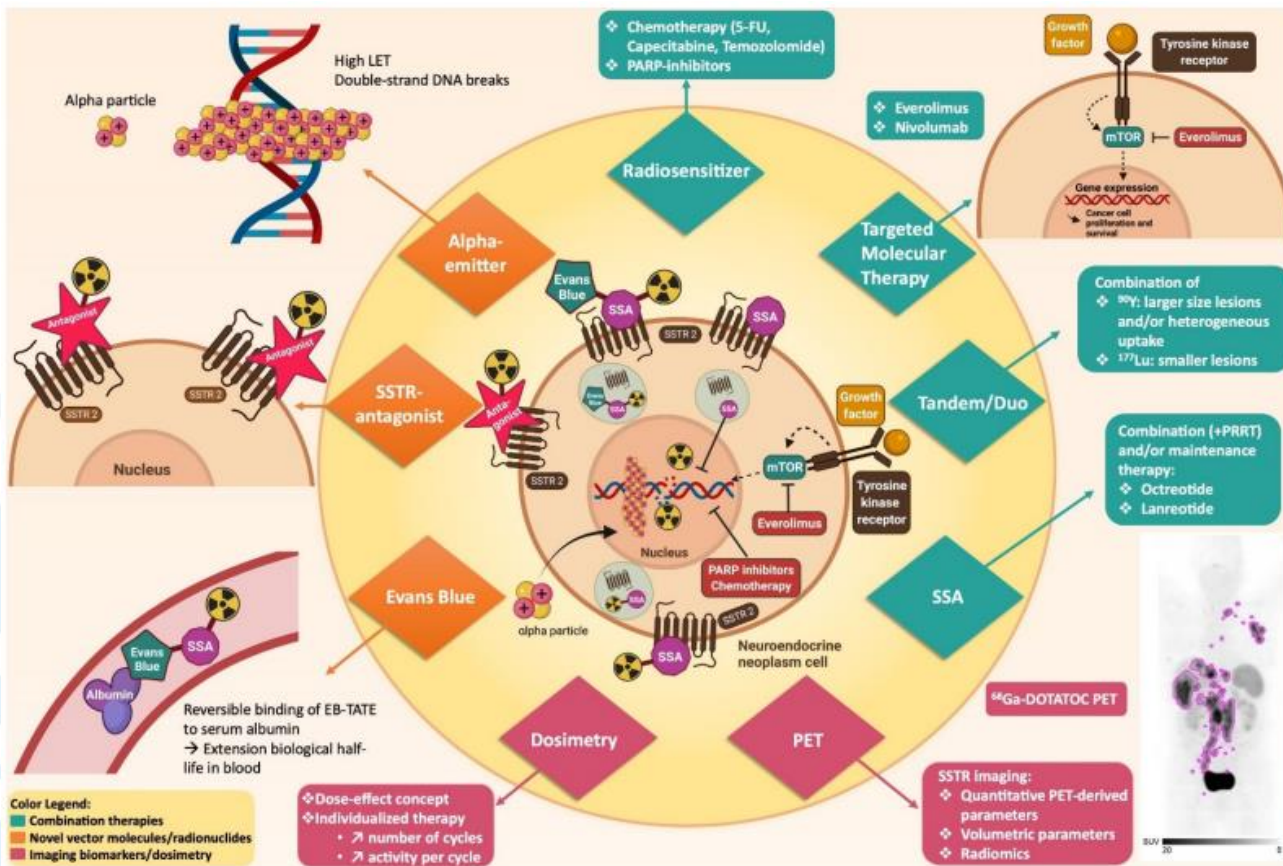 High LET
Double-strand DNA breaks
Alpha particle
❖ Chemotherapy (5-FU,
Capecitabine, Temozolomide)
❖ PARP-inhibitors
Growth
factor
Tyrosine kinase
receptor
❖ Everolimus
❖ Nivolumab
mTOR
Everolimus
Gene expression
Cancer cell
proliferation and
survival
Radiosensitizer
Alpha-
emitter
Targeted
Molecular
Therapy
Antagonist
Antagonist
SSTR 2
SSTR 2
Nucleus
SSTR-
antagonist
Evans
Blue
SSA
SSTR 2
SSA
Evans
Blue
SSA
SSA
Anta-
gonist
SSTR 2
Growth
factor
mTOR
Tyrosine
kinase
receptor
Everolimus
Nucleus
PARP inhibitors
Chemotherapy
SSA
alpha particle
SSTR 2
SSA
Neuroendocrine
neoplasm cell
Tandem/Duo
Combination of
❖ ⁹⁰Y: larger size lesions
and/or heterogeneous
uptake
❖ ¹⁷⁷Lu: smaller lesions
Combination (+PRRT)
and/or maintenance
therapy:
❖ Octreotide
❖ Lanreotide
SSA
Evans Blue
Evans
Blue
SSA
Albumin
Reversible binding of EB-TATE
to serum albumin
→ Extension biological half-
life in blood
Dosimetry
PET
⁶⁸Ga-DOTATOC PET
Color Legend:
Combination therapies
Novel vector molecules/radionuclides
Imaging biomarkers/dosimetry
❖Dose-effect concept
❖Individualized therapy
• ↗ number of cycles
• ↗ activity per cycle
SSTR imaging:
❖ Quantitative PET-derived
parameters
❖ Volumetric parameters
❖ Radiomics
SUV
20